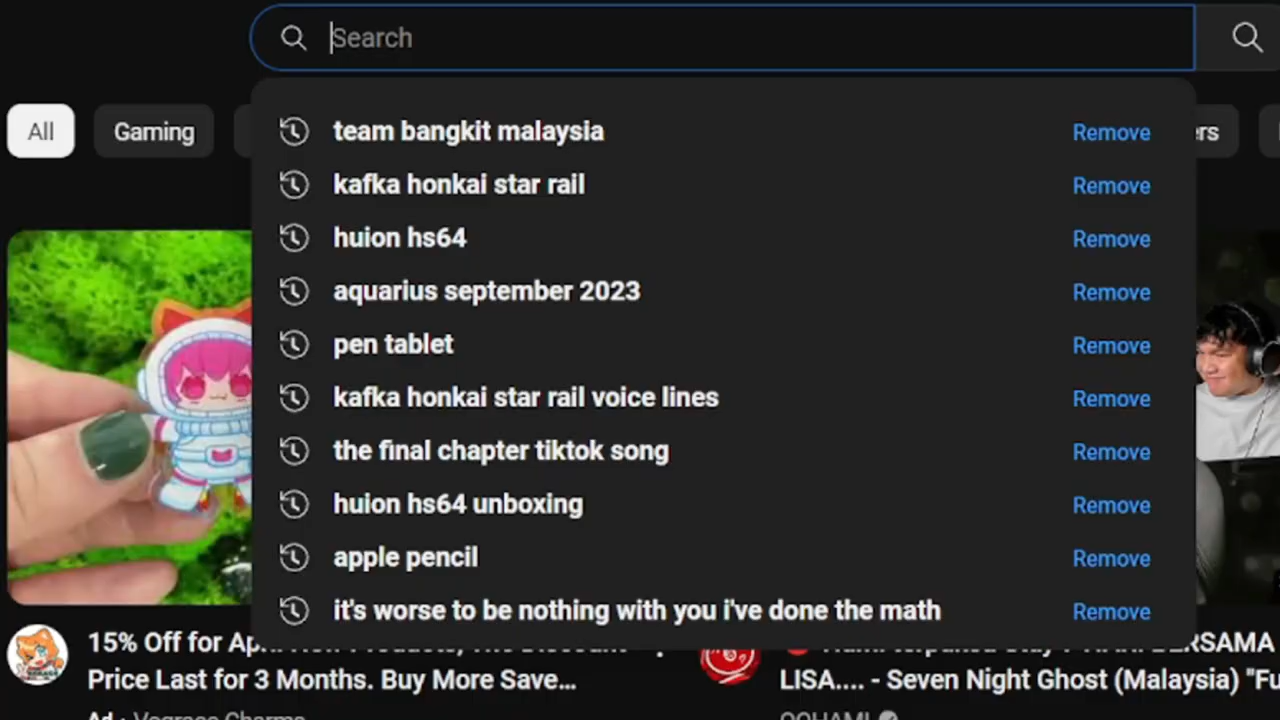 Search
All
Gaming
team bangkit malaysia
Remove
kafka honkai star rail
Remove
huion hs64
Remove
aquarius september 2023
Remove
pen tablet
Remove
kafka honkai star rail voice lines
Remove
the final chapter tiktok song
Remove
huion hs64 unboxing
Remove
apple pencil
Remove
it's worse to be nothing with you i've done the math
Remove
15% Off for
Price Last for 3 Months. Buy More Save...
BERSAMA
LISA.... - Seven Night Ghost (Malaysia) "Fu